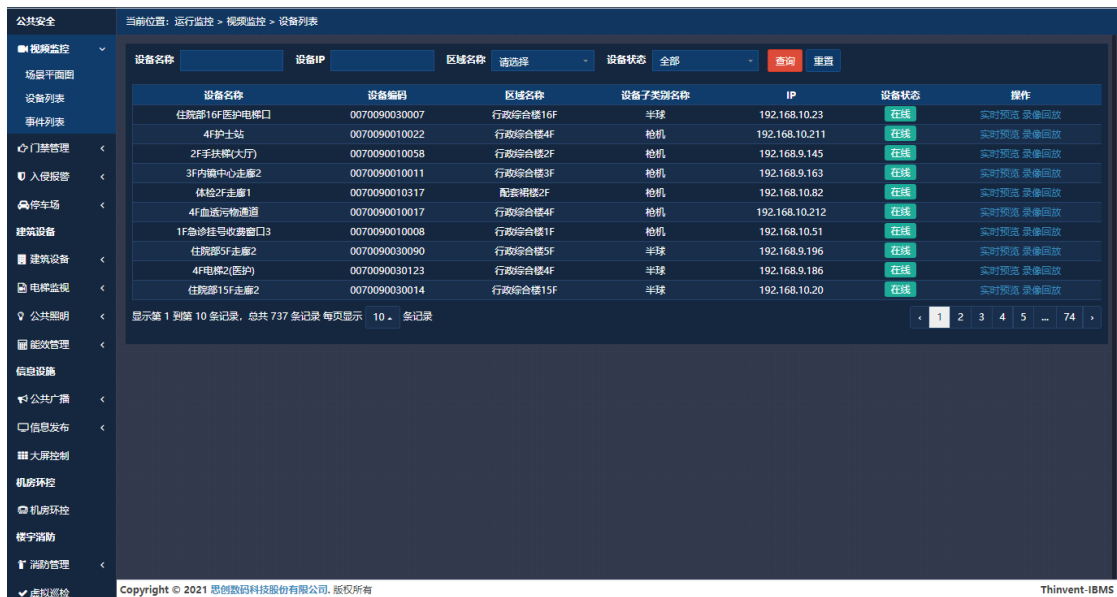 公共安全
当前位置：运行监控 > 视频监控 > 设备列表
视频监控
场景平面图
设备列表
事件列表
门禁管理
入侵报警
停车场
建筑设备
建筑设备
电梯监视
公共照明
能效管理
信息设施
公共广播
信息发布
大屏控制
机房环控
机房环控
楼宇消防
消防管理
虚拟巡检
设备名称 设备IP 区域名称 请选择 设备状态 全部 查询 重置
设备名称 设备编码 区域名称 设备子类别名称 IP 设备状态 操作
住院部16F医护电梯口 0070090030007 行政综合楼16F 半球 192.168.10.23 在线 实时预览 录像回放
4F护士站 0070090010022 行政综合楼4F 枪机 192.168.10.211 在线 实时预览 录像回放
2F手扶梯(大厅) 0070090010058 行政综合楼2F 枪机 192.168.9.145 在线 实时预览 录像回放
3F内镜中心走廊2 0070090010011 行政综合楼3F 枪机 192.168.9.163 在线 实时预览 录像回放
体检2F走廊1 0070090010317 配套裙楼2F 枪机 192.168.10.82 在线 实时预览 录像回放
4F血透污物通道 0070090010017 行政综合楼4F 枪机 192.168.10.212 在线 实时预览 录像回放
1F急诊挂号收费窗口3 0070090010008 行政综合楼1F 枪机 192.168.10.51 在线 实时预览 录像回放
住院部5F走廊2 0070090030090 行政综合楼5F 半球 192.168.9.196 在线 实时预览 录像回放
4F电梯2(医护) 0070090030123 行政综合楼4F 半球 192.168.9.186 在线 实时预览 录像回放
住院部15F走廊2 0070090030014 行政综合楼15F 半球 192.168.10.20 在线 实时预览 录像回放
显示第 1 到第 10 条记录，总共 737 条记录 每页显示 10 条记录 ‹ 1 2 3 4 5 ... 74 ›
Copyright © 2021 思创数码科技股份有限公司. 版权所有 Thinvent-IBMS